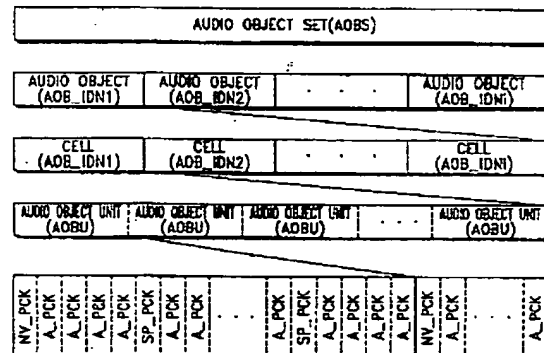 AUDIO OBJECT SET(AOBS)
AUDIO OBJECT (AOB_IDN1) AUDIO OBJECT (AOB_IDN2) . . . AUDIO OBJECT (AOB_IDNi)
CELL (AOB_IDN1) CELL (AOB_IDN2) . . . CELL (AOB_IDNi)
AUDIO OBJECT UNIT (AOBU) AUDIO OBJECT UNIT (AOBU) AUDIO OBJECT UNIT (AOBU) . . . AUDIO OBJECT UNIT (AOBU)
NV_PCK A_PCK A_PCK A_PCK A_PCK SP_PCK A_PCK . . . A_PCK SP_PCK A_PCK A_PCK A_PCK A_PCK NV_PCK A_PCK . . . A_PCK